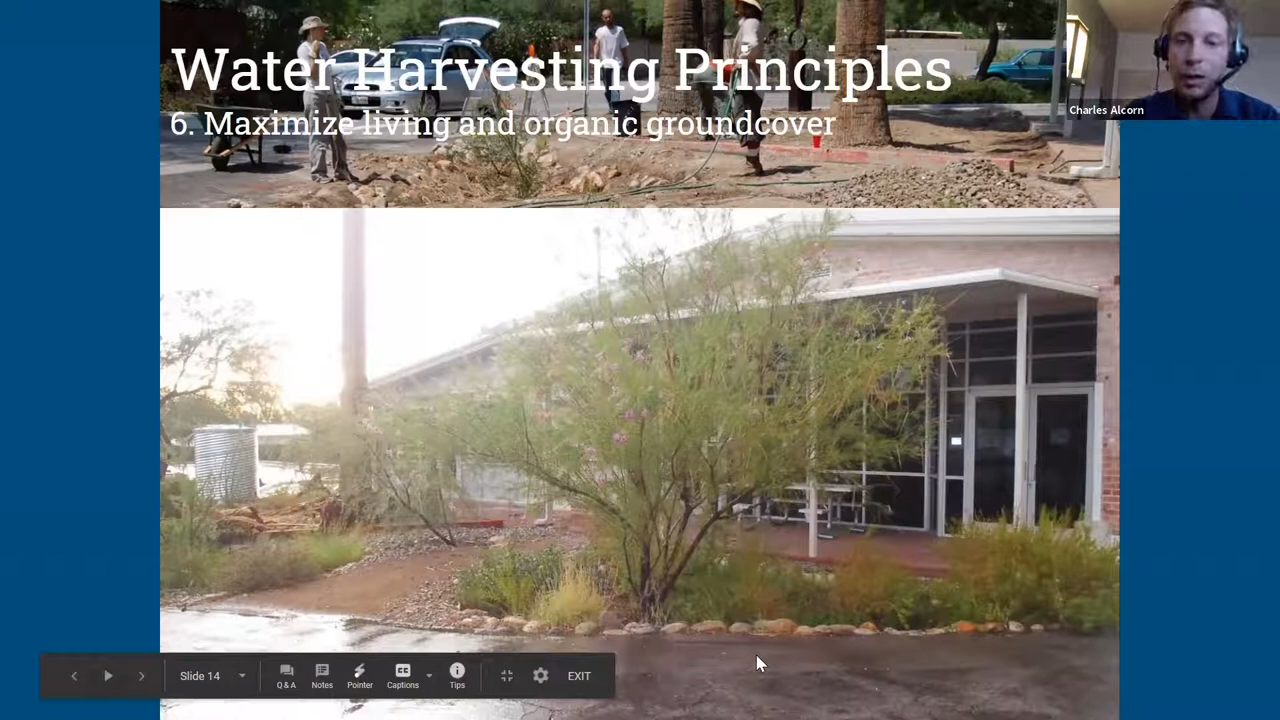 Water Harvesting Principles
6. Maximize living and organic groundcover
Charles Alcorn
Slide 14
Q & A
Notes
Pointer
Captions
Tips
EXIT